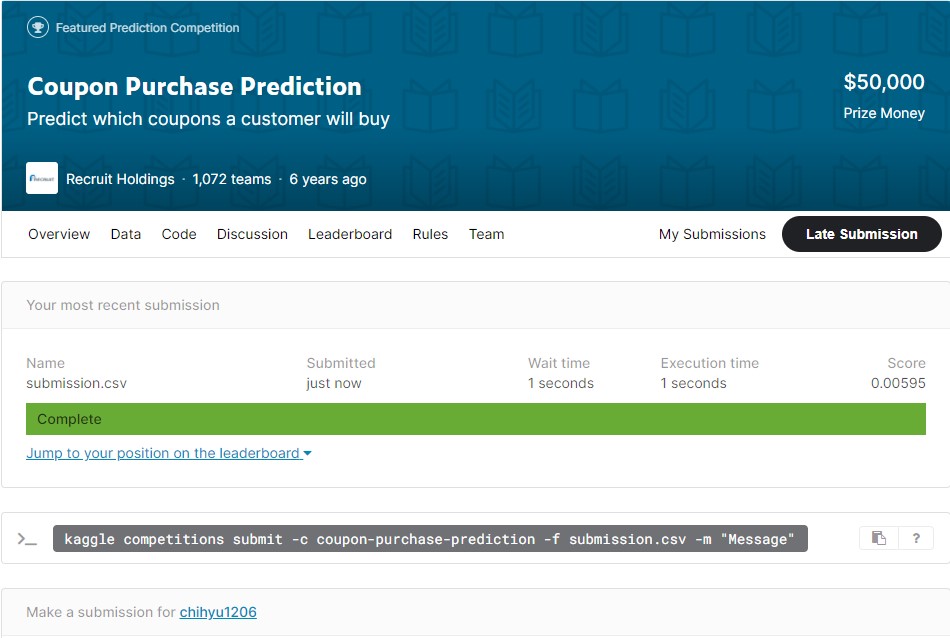 Featured Prediction Competition
Coupon Purchase Prediction
$50,000
Predict which coupons a customer will buy
Prize Money
RECRUIT
Recruit Holdings · 1,072 teams · 6 years ago
Overview Data Code Discussion Leaderboard Rules Team My Submissions Late Submission
Your most recent submission
Name Submitted Wait time Execution time Score
submission.csv just now 1 seconds 1 seconds 0.00595
Complete
Jump to your position on the leaderboard
>_ kaggle competitions submit -c coupon-purchase-prediction -f submission.csv -m "Message" ?
Make a submission for chihyu1206